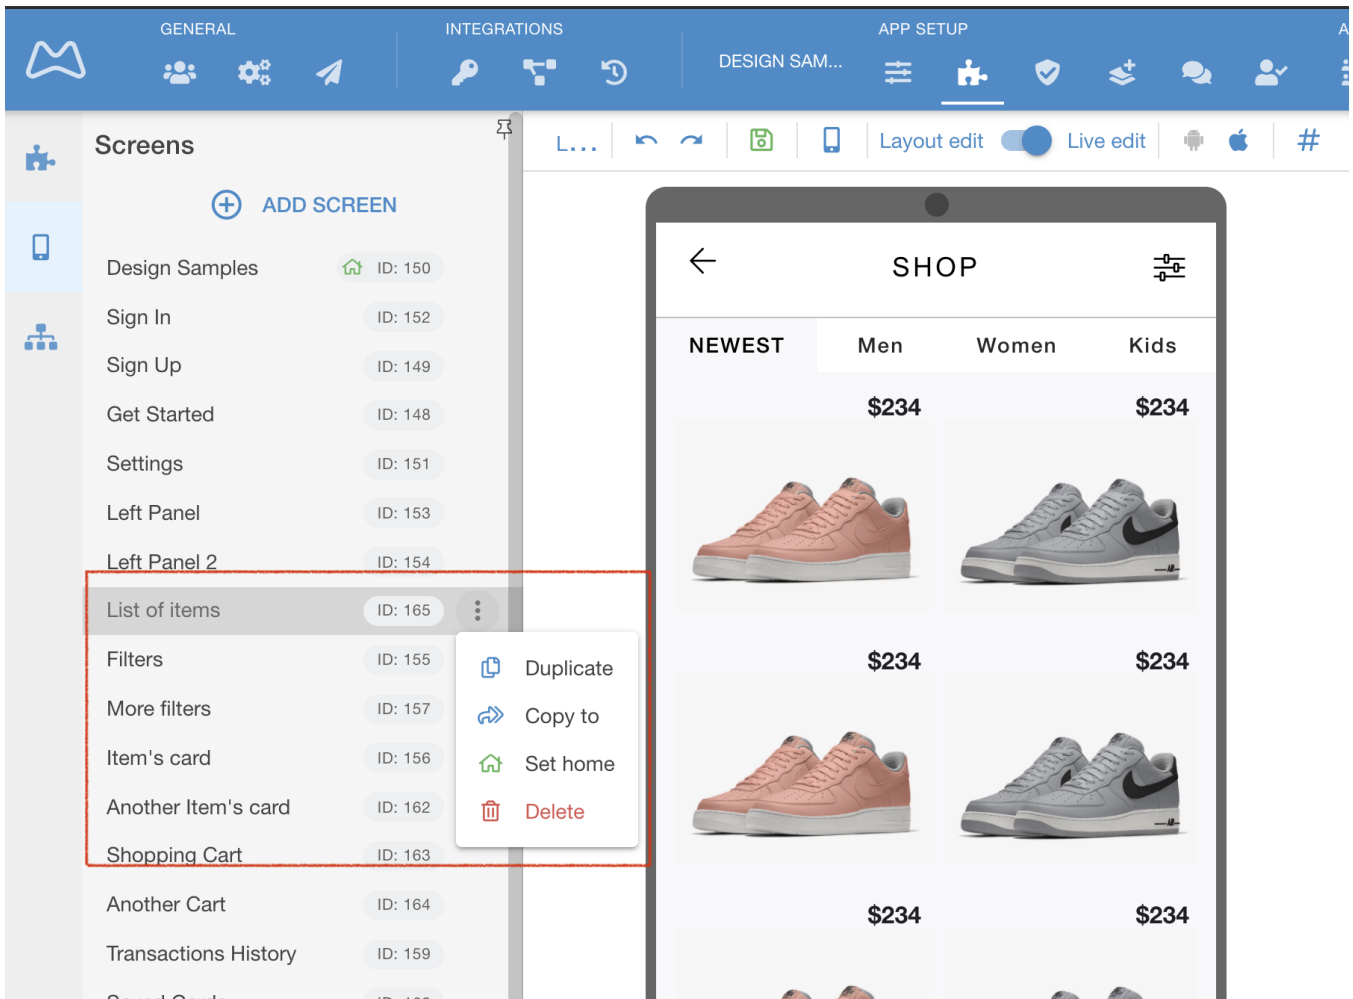 GENERAL
INTEGRATIONS
APP SETUP
A
DESIGN SAM...
Screens
L...
Layout edit
Live edit
#
ADD SCREEN
Design Samples ID: 150
Sign In ID: 152
Sign Up ID: 149
Get Started ID: 148
Settings ID: 151
Left Panel ID: 153
Left Panel 2 ID: 154
List of items ID: 165
Filters ID: 155
More filters ID: 157
Item's card ID: 156
Another Item's card ID: 162
Shopping Cart ID: 163
Another Cart ID: 164
Transactions History ID: 159
Duplicate
Copy to
Set home
Delete
SHOP
NEWEST Men Women Kids
$234 $234
$234 $234
$234 $234